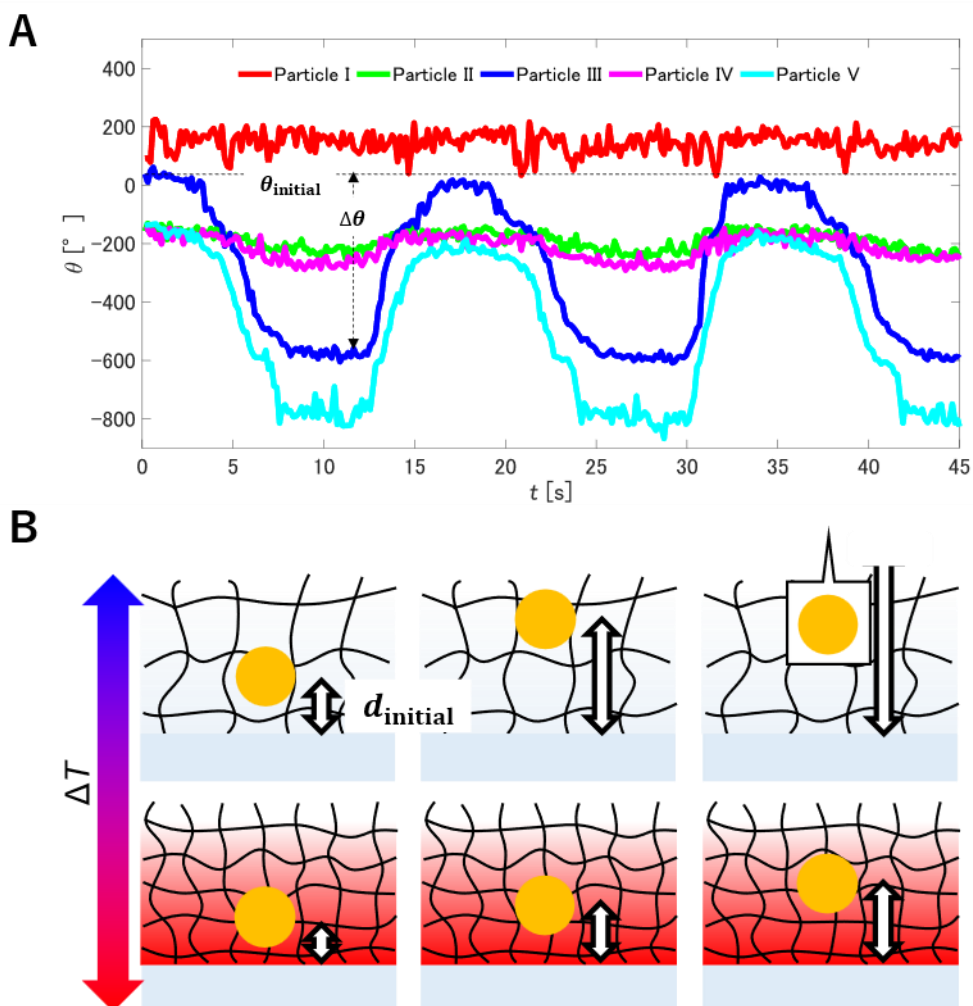 A
400
200
0
-200
-400
-600
-800
Particle I Particle II Particle III Particle IV Particle V
θinitial
Δθ
θ [°]
0 5 10 15 20 25 30 35 40 45
t [s]
B
ΔT
dinitial